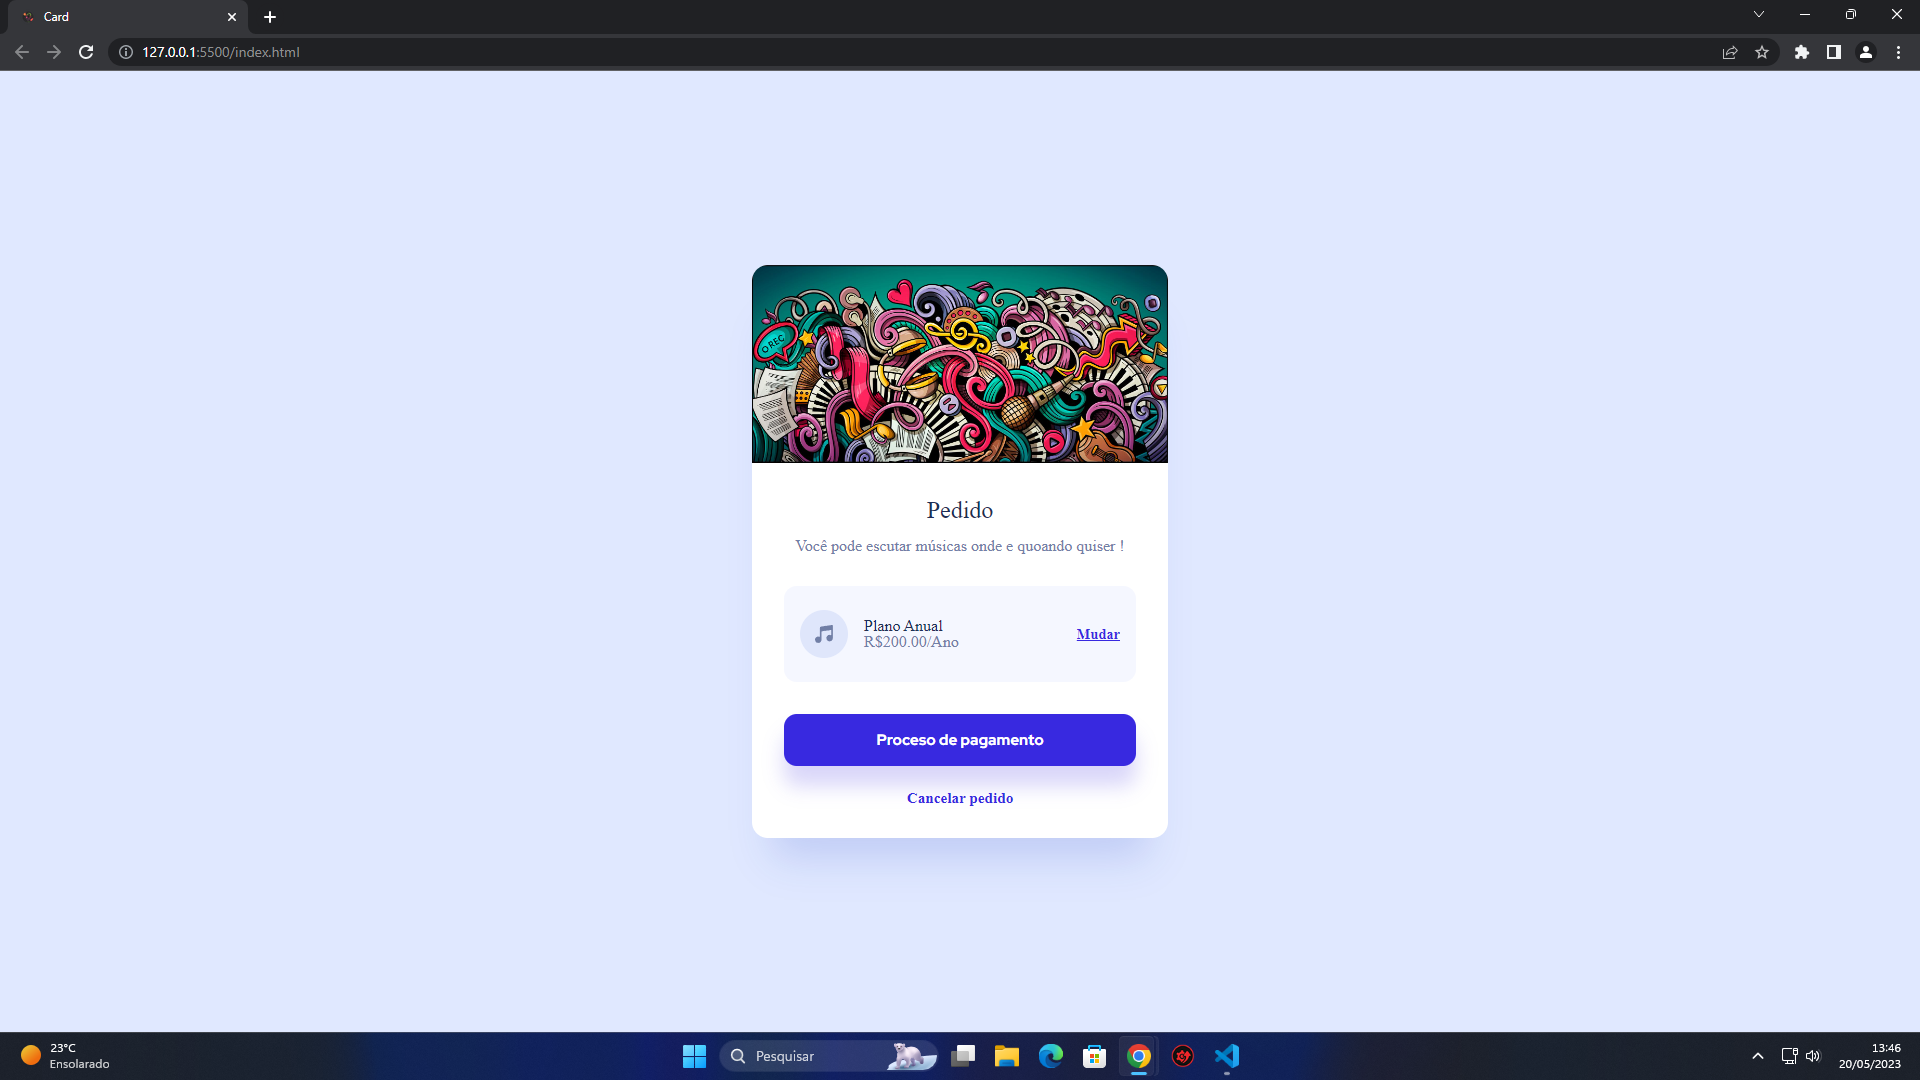 Card
127.0.0.1:5500/index.html
O REC
Pedido
Você pode escutar músicas onde e quoando quiser !
Plano Anual
R$200.00/Ano
Mudar
Proceso de pagamento
Cancelar pedido
23°C
Ensolarado
Pesquisar
13:46
20/05/2023